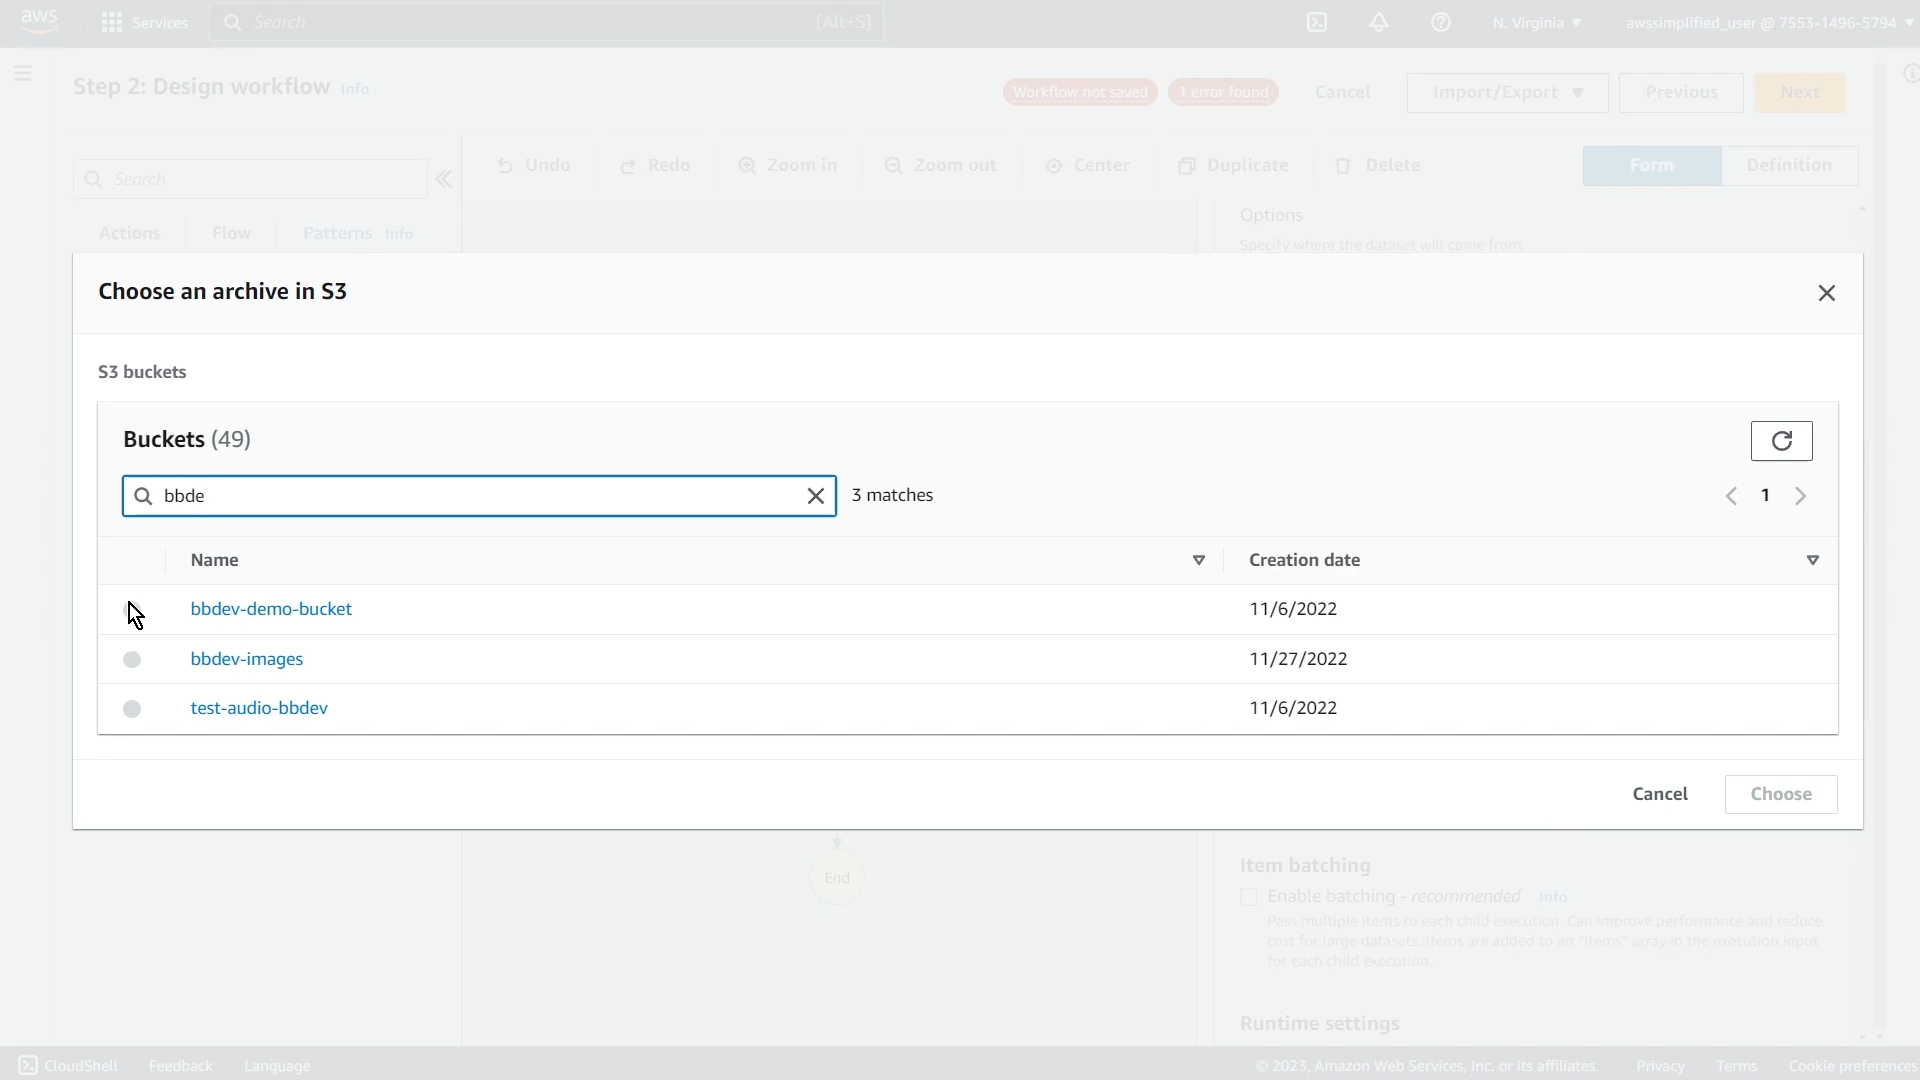 aws
Services
Search
[Alt+S]
N. Virginia
awssimplified_user @ 7553-1496-5794
Step 2: Design workflow Info
Workflow not saved
1 error found
Cancel
Import/Export
Previous
Next
Search
Undo
Redo
Zoom in
Zoom out
Center
Duplicate
Delete
Form
Definition
Actions
Flow
Patterns Info
Options
Specify where the dataset will come from.
Choose an archive in S3
S3 buckets
Buckets (49)
bbde
3 matches
1
Name
Creation date
bbdev-demo-bucket
11/6/2022
bbdev-images
11/27/2022
test-audio-bbdev
11/6/2022
Cancel
Choose
End
Item batching
Enable batching - recommended Info
Pass multiple items to each child execution. Can improve performance and reduce
cost for large datasets. Items are added to an "Items" array in the execution input
for each child execution.
Runtime settings
CloudShell
Feedback
Language
© 2023, Amazon Web Services, Inc. or its affiliates.
Privacy
Terms
Cookie preferences